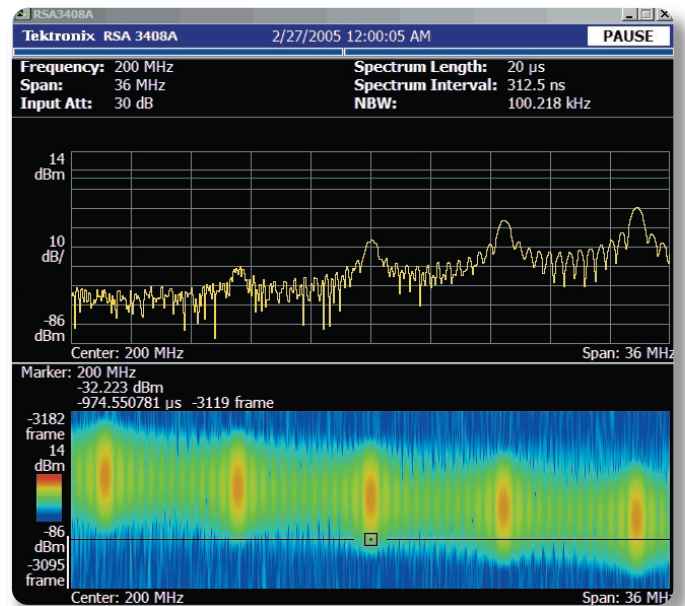 RSA3408A
Tektronix RSA 3408A 2/27/2005 12:00:05 AM PAUSE
Frequency: 200 MHz Spectrum Length: 20 µs
Span: 36 MHz Spectrum Interval: 312.5 ns
Input Att: 30 dB NBW: 100.218 kHz
14
dBm
10
dB/
-86
dBm
Center: 200 MHz Span: 36 MHz
Marker: 200 MHz
-32.223 dBm
-974.550781 µs -3119 frame
-3182
frame
14
dBm
-86
dBm
-3095
frame
Center: 200 MHz Span: 36 MHz